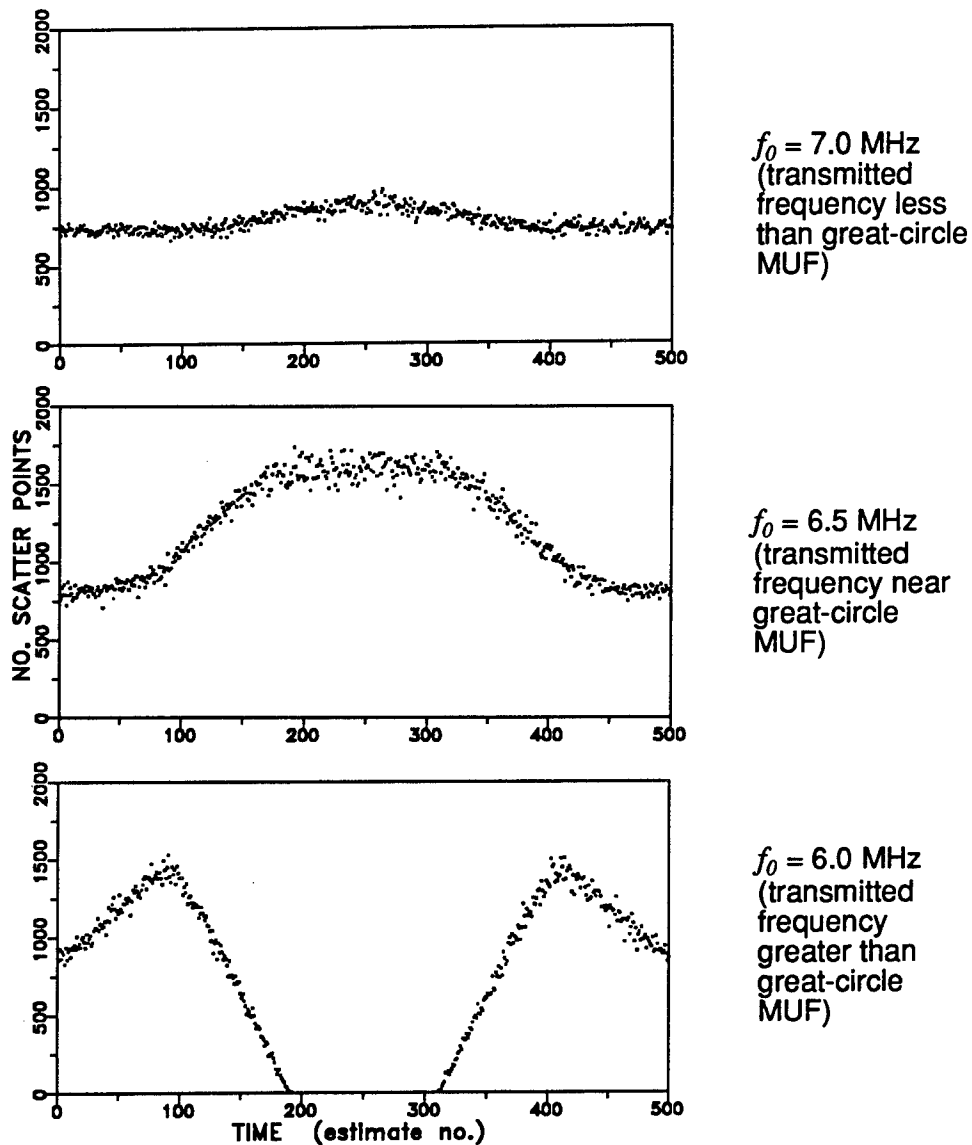 2000
1500
1000
500
0
0
100
200
300
400
500
f0 = 7.0 MHz
(transmitted
frequency less
than great-circle
MUF)
NO. SCATTER POINTS
2000
1500
1000
500
0
0
100
200
300
400
500
f0 = 6.5 MHz
(transmitted
frequency near
great-circle
MUF)
2000
1500
1000
500
0
0
100
200
300
400
500
TIME (estimate no.)
f0 = 6.0 MHz
(transmitted
frequency
greater than
great-circle
MUF)